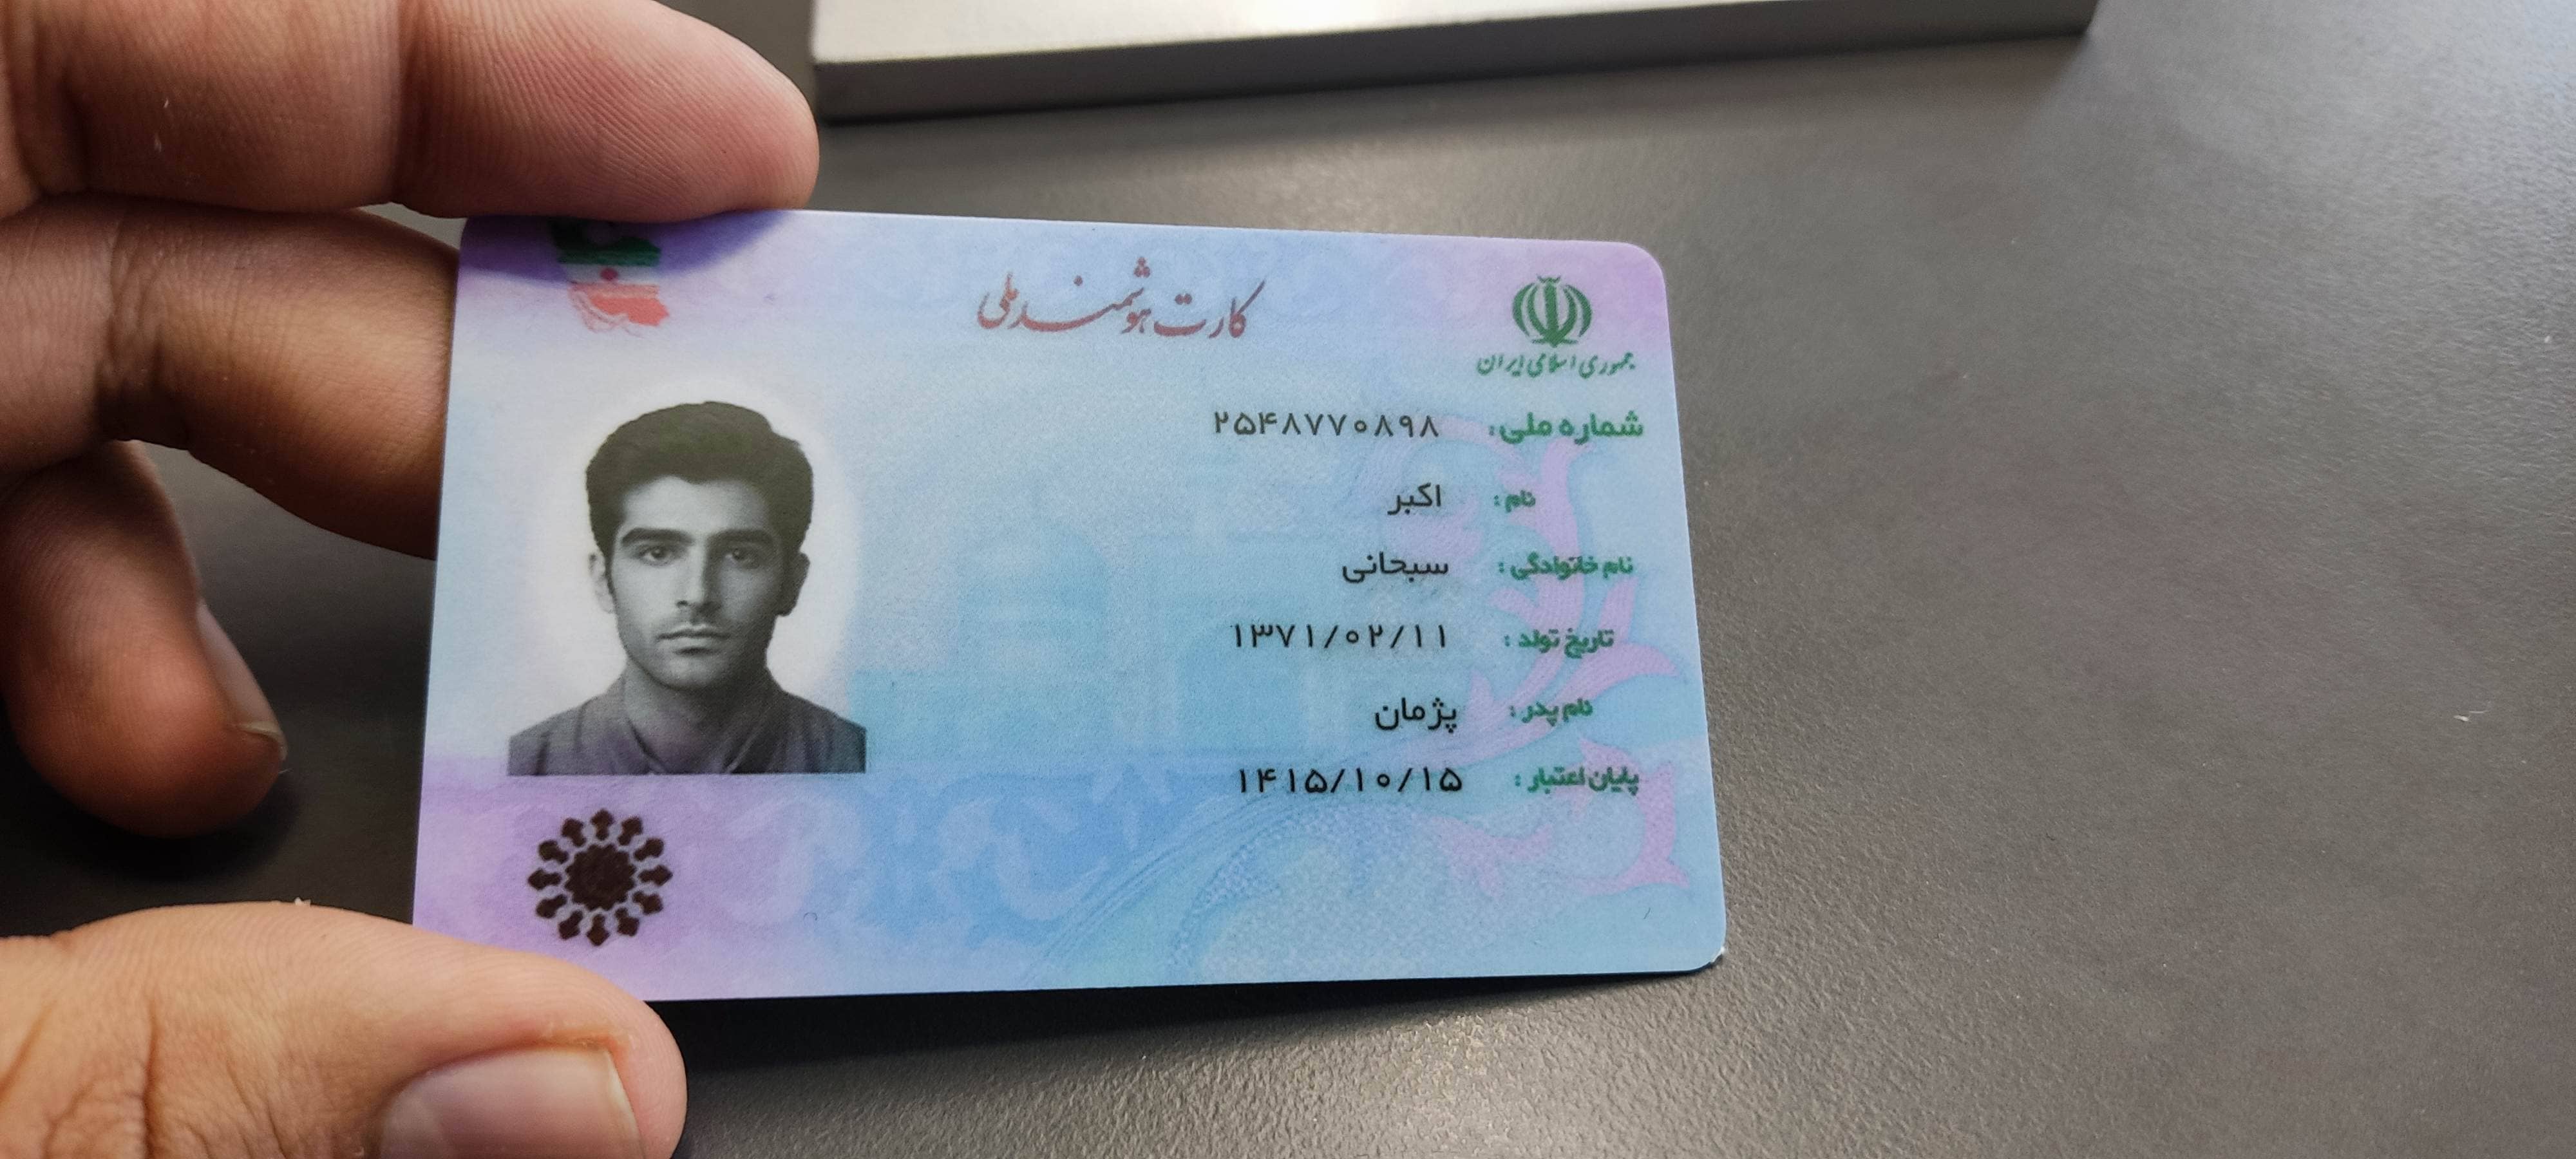 جمهوری اسلامی ایران
کارت هوشمند ملی
شماره ملی: ۲۵۴۸۷۷۰۸۹۸
نام: اکبر
نام خانوادگی: سبحانی
تاریخ تولد: ۱۳۷۱/۰۲/۱۱
نام پدر: پژمان
پایان اعتبار: ۱۴۱۵/۱۰/۱۵